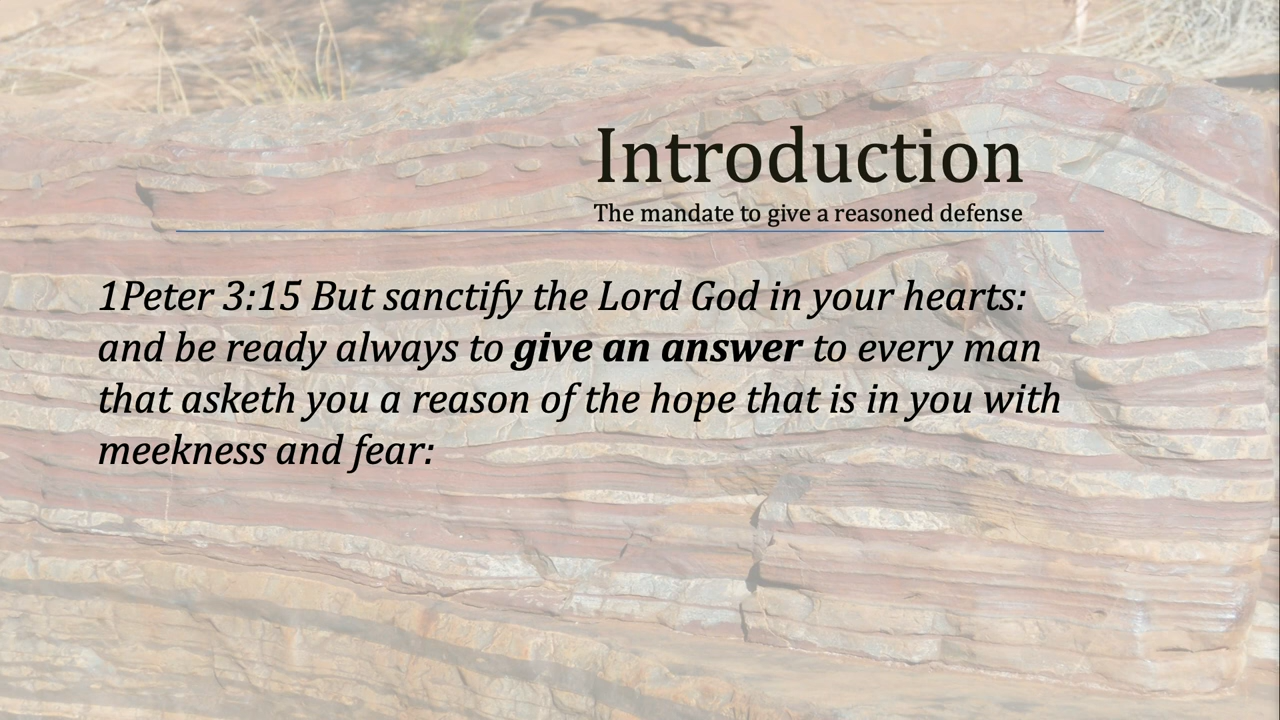 Introduction
The mandate to give a reasoned defense
1Peter 3:15 But sanctify the Lord God in your hearts:
and be ready always to give an answer to every man
that asketh you a reason of the hope that is in you with
meekness and fear: